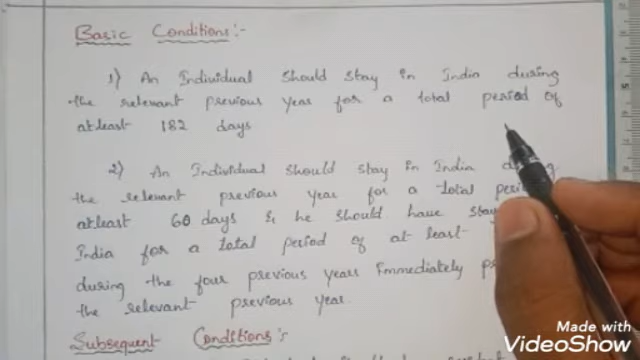 Basic Conditions:-
1) An Individual should stay in India during
the relevant previous year for a total period of
atleast 182 days
2) An Individual should stay in India
the relevant previous year for a total
atleast 60 days & he should have
India for a total period of at least
during the four previous years Immediately
the relevant previous year.
Subsequent Conditions:
Made with
VideoShow